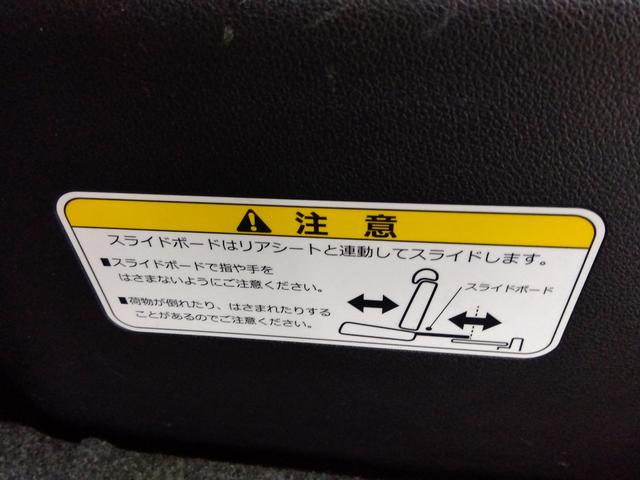 注意
スライドボードはリアシートと連動してスライドします。
■スライドボードで指や手を
はさまないようにご注意ください。
■荷物が倒れたり、はさまれたりする
ことがあるのでご注意ください。
スライドボード